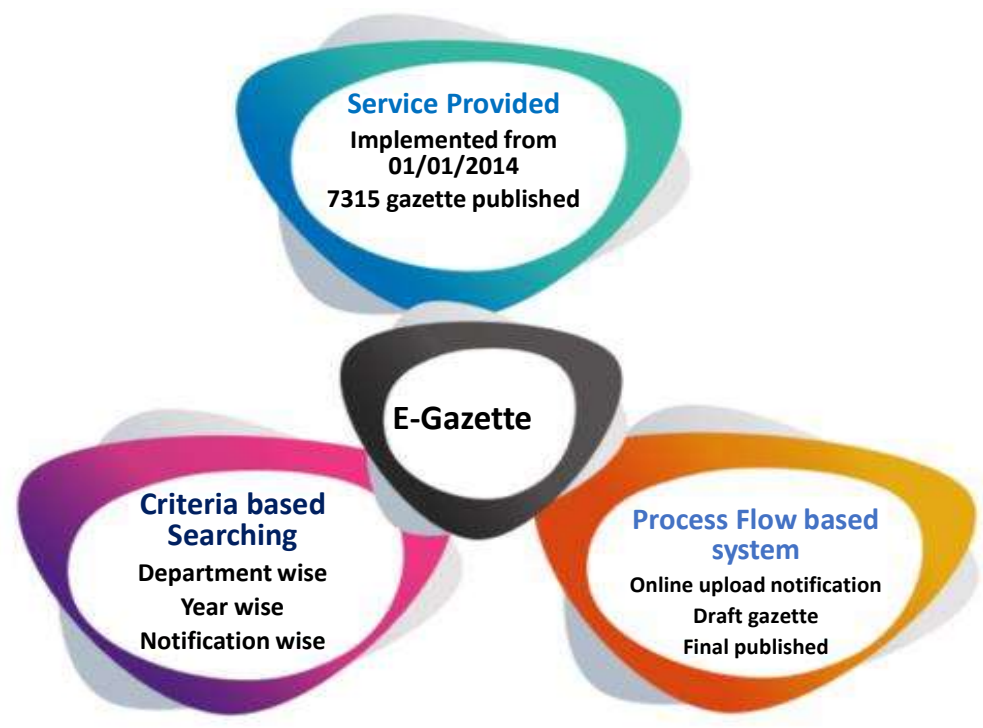 Service Provided
Implemented from
01/01/2014
7315 gazette published
E-Gazette
Criteria based
Searching
Department wise
Year wise
Notification wise
Process Flow based
system
Online upload notification
Draft gazette
Final published